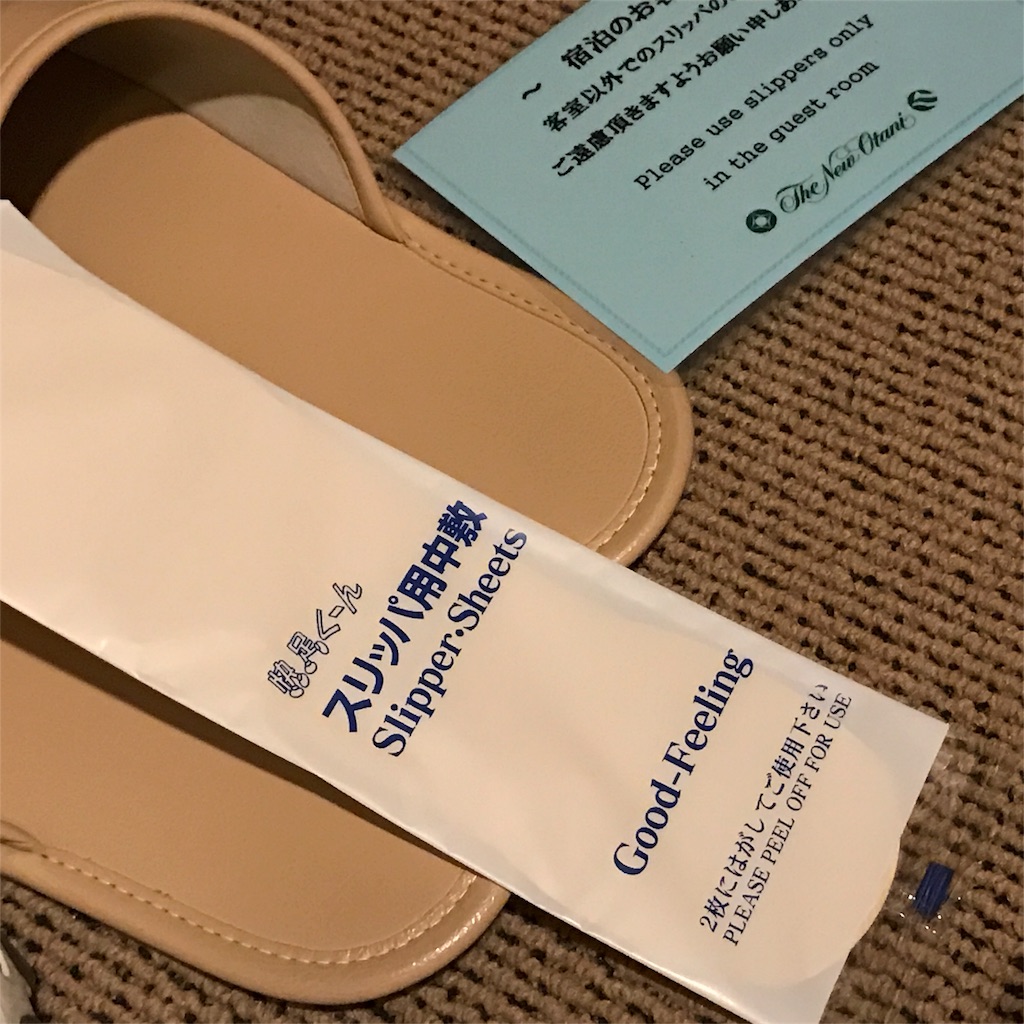 ～ 宿泊のお
客室以外でのスリッパの
ご遠慮頂きますようお願い申しあ
Please use slippers only
in the guest room
The New Otani
快足くーん
スリッパ用中敷
Slipper·Sheets
Good-Feeling
2枚にはがしてご使用下さい
PLEASE PEEL OFF FOR USE